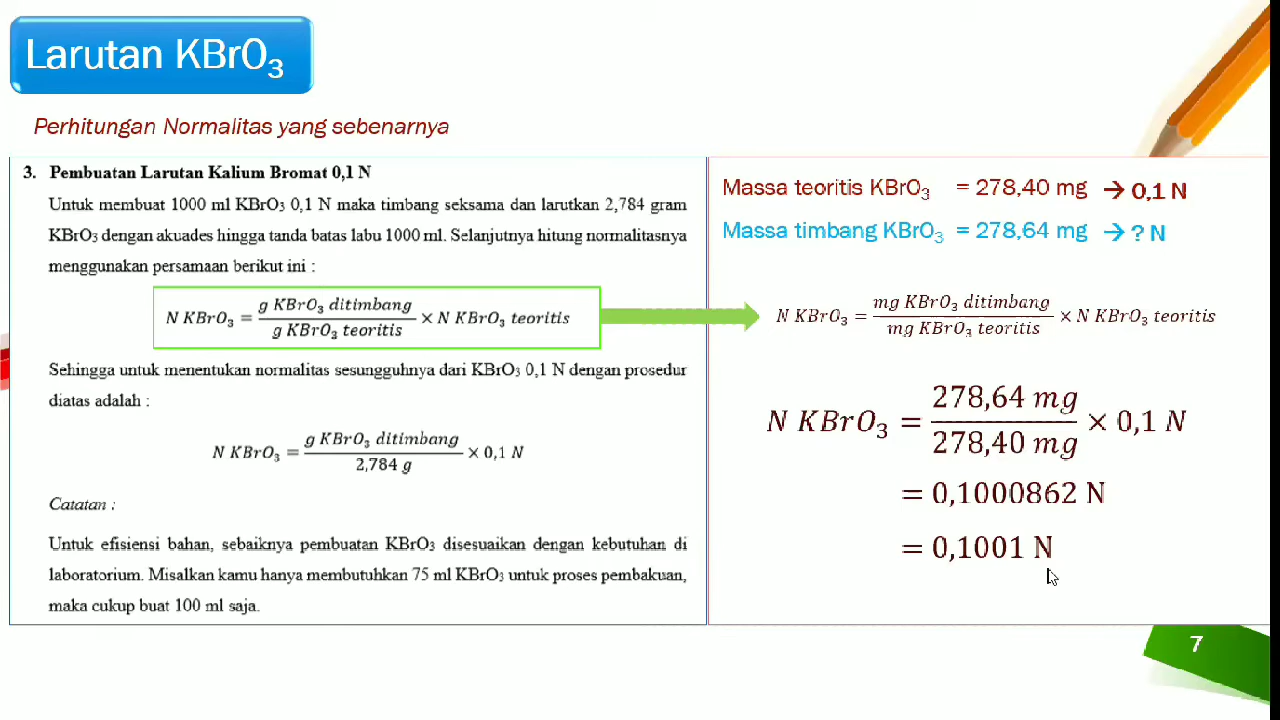 Larutan KBrO₃
Perhitungan Normalitas yang sebenarnya
3. Pembuatan Larutan Kalium Bromat 0,1 N
Untuk membuat 1000 ml KBrO₃ 0,1 N maka timbang seksama dan larutkan 2,784 gram
KBrO₃ dengan akuades hingga tanda batas labu 1000 ml. Selanjutnya hitung normalitasnya
menggunakan persamaan berikut ini :
N KBrO₃ = g KBrO₃ ditimbang / g KBrO₃ teoritis × N KBrO₃ teoritis
Sehingga untuk menentukan normalitas sesungguhnya dari KBrO₃ 0,1 N dengan prosedur
diatas adalah :
N KBrO₃ = g KBrO₃ ditimbang / 2,784 g × 0,1 N
Catatan :
Untuk efisiensi bahan, sebaiknya pembuatan KBrO₃ disesuaikan dengan kebutuhan di
laboratorium. Misalkan kamu hanya membutuhkan 75 ml KBrO₃ untuk proses pembakuan,
maka cukup buat 100 ml saja.
Massa teoritis KBrO₃ = 278,40 mg → 0,1 N
Massa timbang KBrO₃ = 278,64 mg → ? N
N KBrO₃ = mg KBrO₃ ditimbang / mg KBrO₃ teoritis × N KBrO₃ teoritis
N KBrO₃ = 278,64 mg / 278,40 mg × 0,1 N
= 0,1000862 N
= 0,1001 N
7